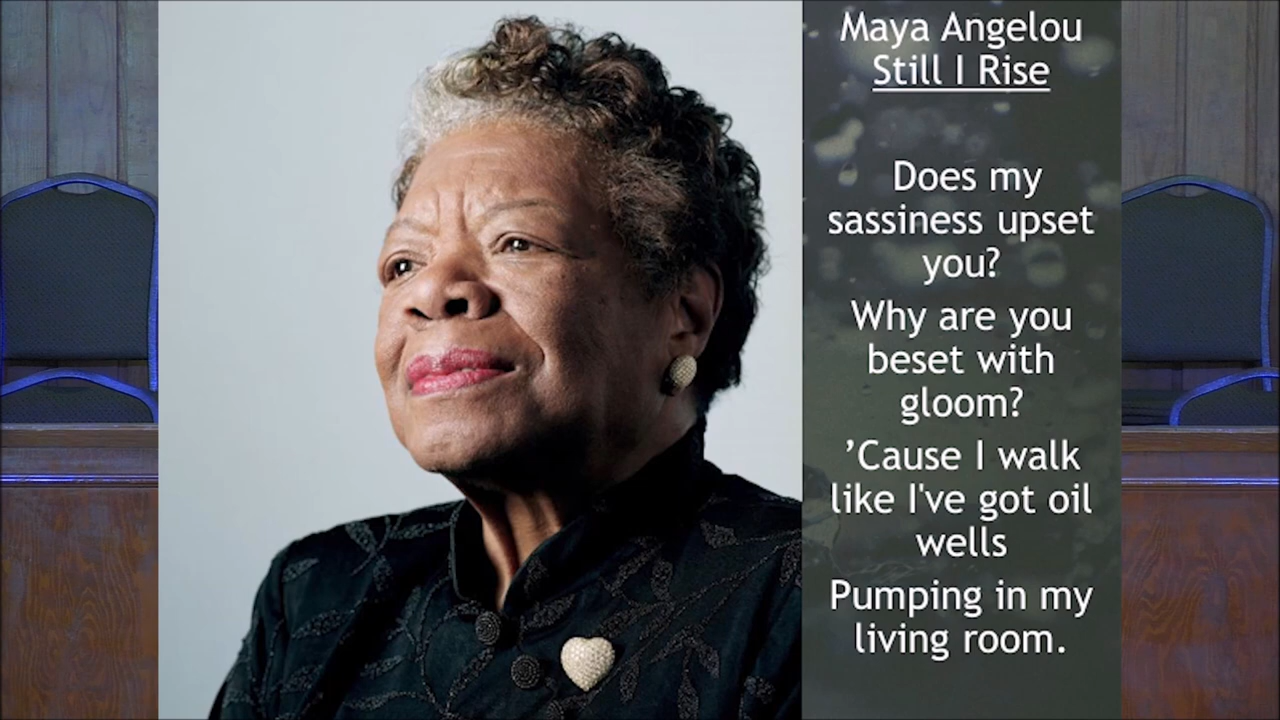 Maya Angelou
Still I Rise
Does my
sassiness upset
you?
Why are you
beset with
gloom?
’Cause I walk
like I've got oil
wells
Pumping in my
living room.